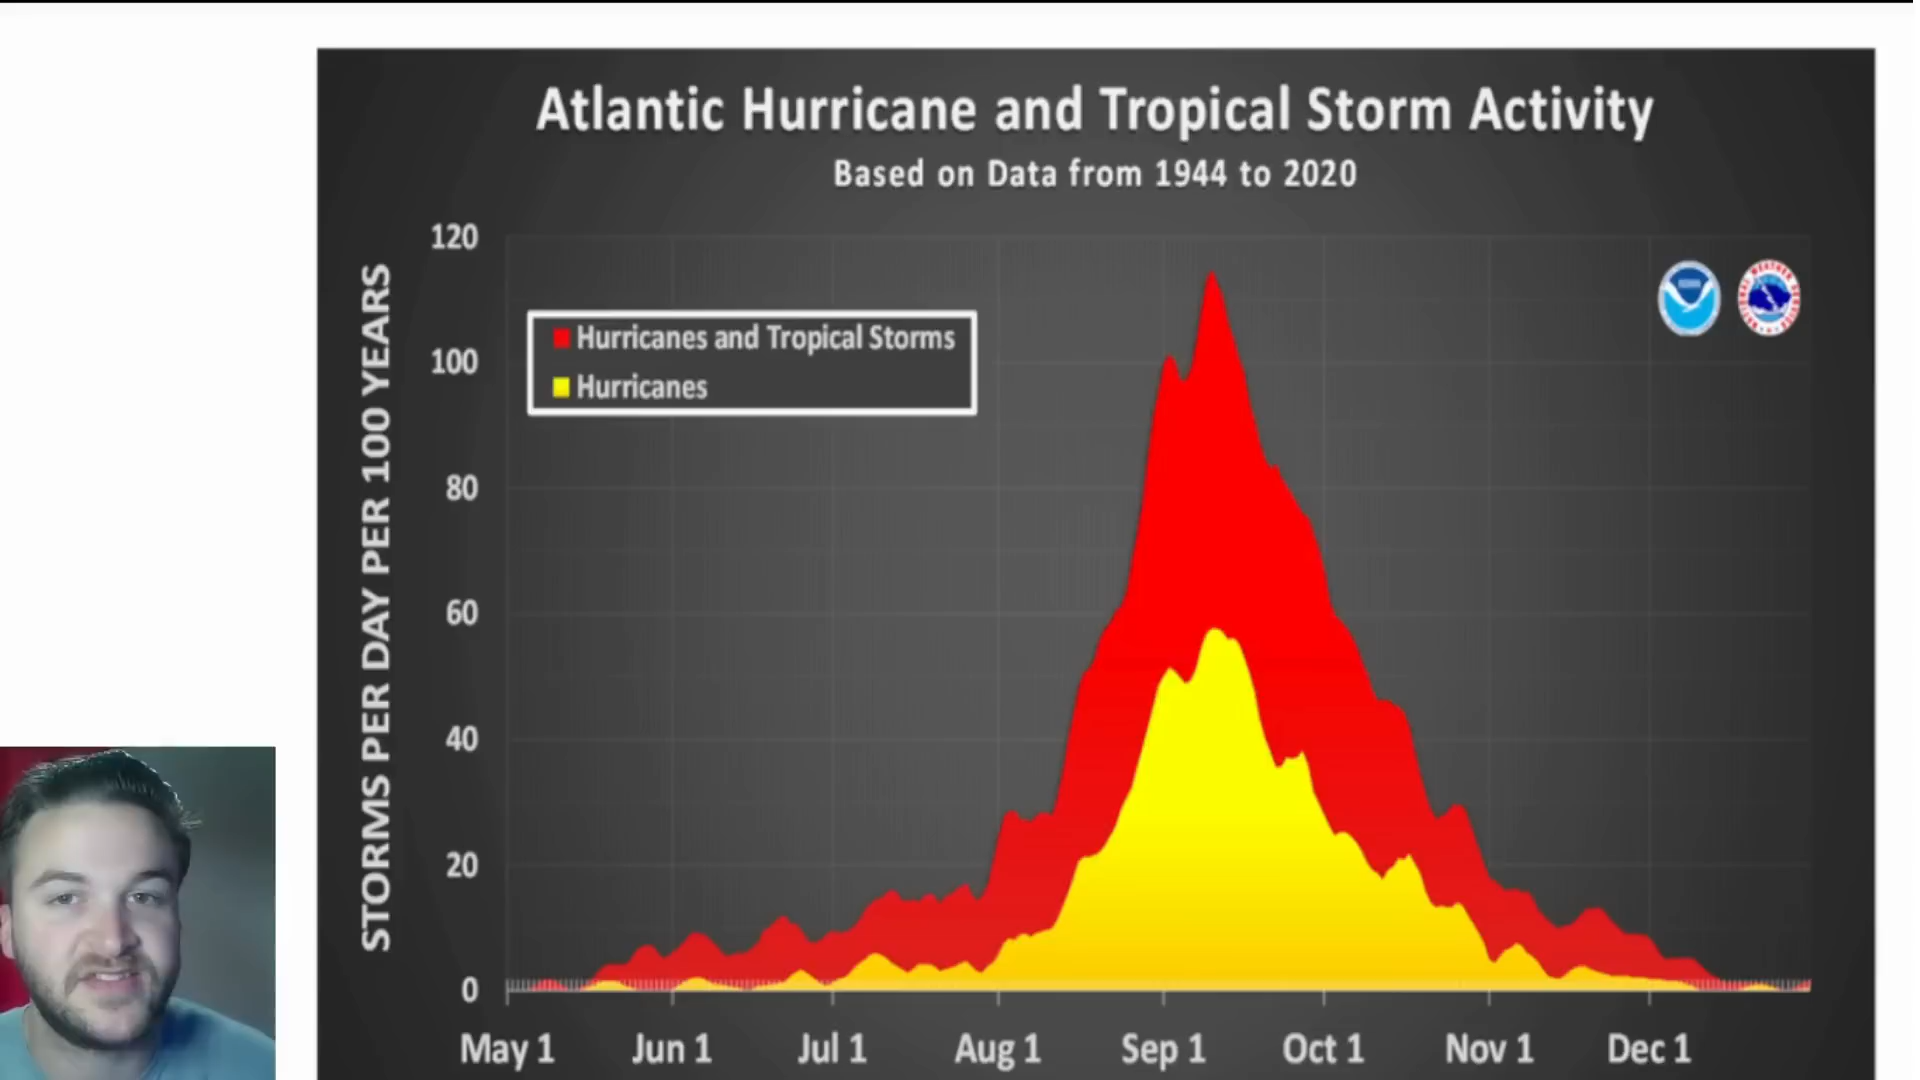 Atlantic Hurricane and Tropical Storm Activity
Based on Data from 1944 to 2020
STORMS PER DAY PER 100 YEARS
120
100
80
60
40
20
0
Hurricanes and Tropical Storms
Hurricanes
May 1 Jun 1 Jul 1 Aug 1 Sep 1 Oct 1 Nov 1 Dec 1